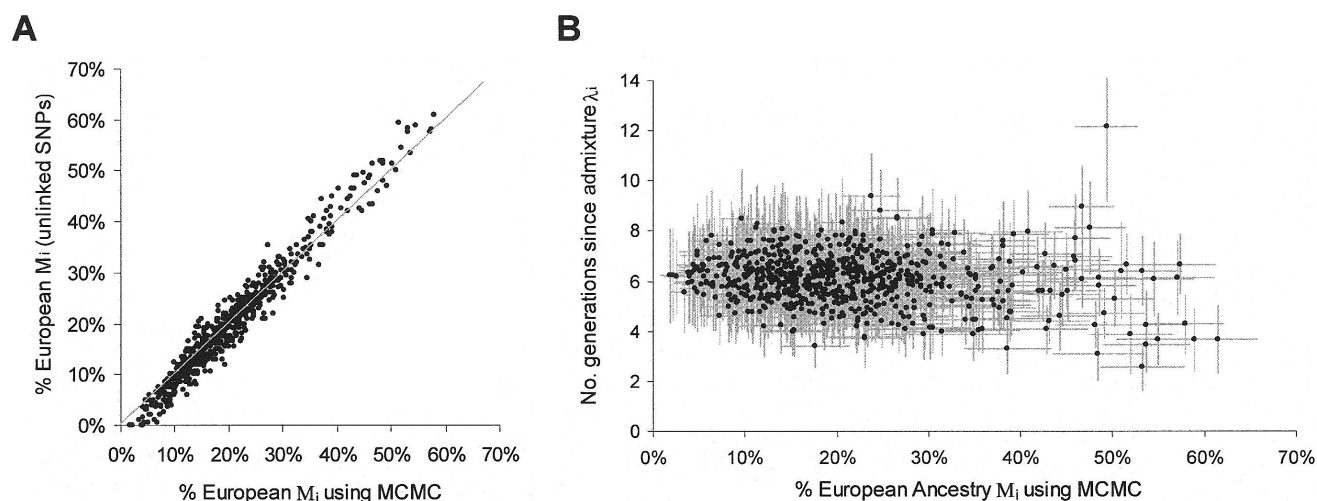 A
% European Mi (unlinked SNPs)
70%
60%
50%
40%
30%
20%
10%
0%
0% 10% 20% 30% 40% 50% 60% 70%
% European Mi using MCMC
B
No. generations since admixture λi
14
12
10
8
6
4
2
0
0% 10% 20% 30% 40% 50% 60% 70%
% European Ancestry Mi using MCMC